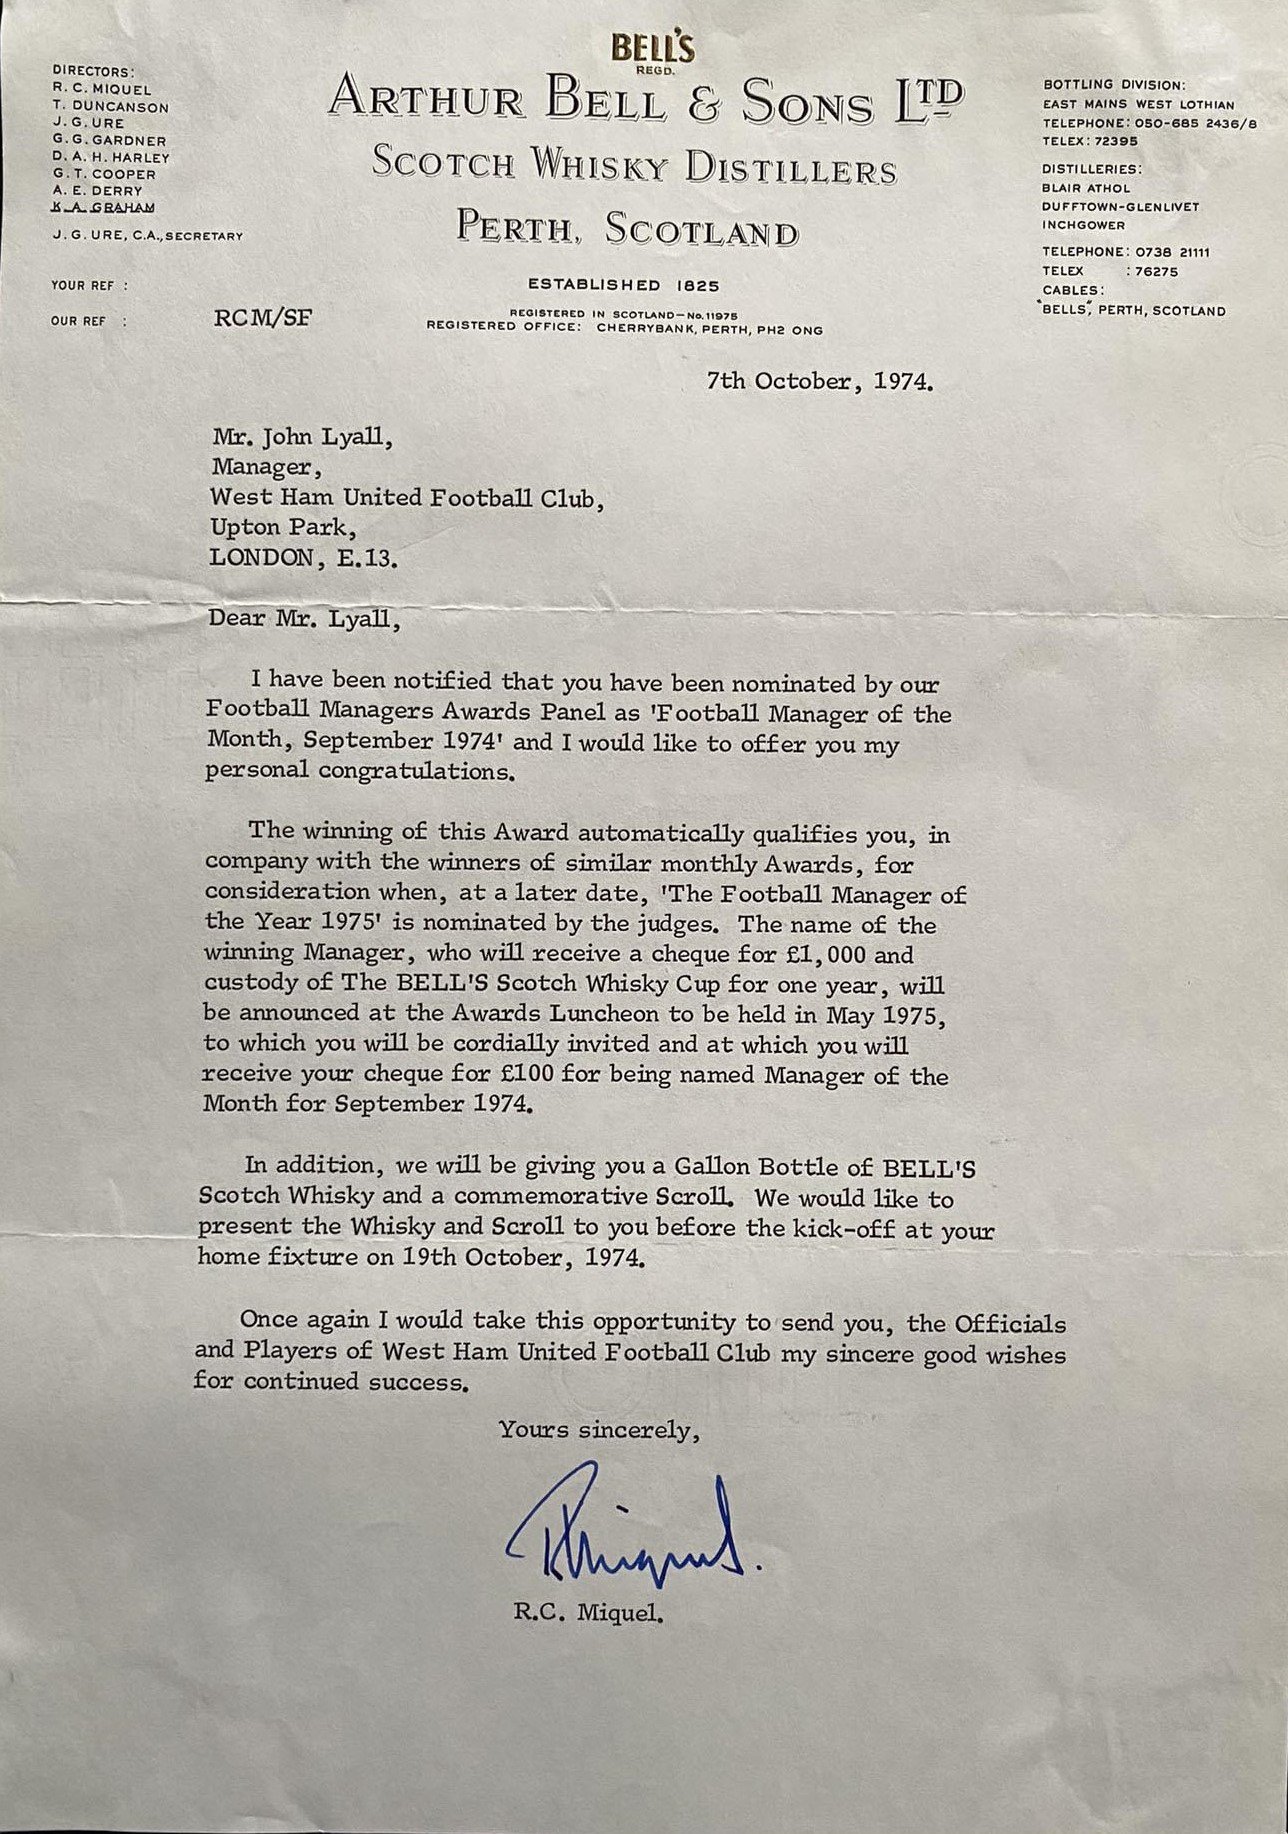 BELL'S
REGD.
ARTHUR BELL & SONS LTD
SCOTCH WHISKY DISTILLERS
PERTH, SCOTLAND
ESTABLISHED 1825
REGISTERED IN SCOTLAND—No. 11975
REGISTERED OFFICE: CHERRYBANK, PERTH, PH2 ONG
DIRECTORS:
R. C. MIQUEL
T. DUNCANSON
J. G. URE
G. G. GARDNER
D. A. H. HARLEY
G. T. COOPER
A. E. DERRY
K. A. GRAHAM
J. G. URE, C.A., SECRETARY
YOUR REF :
OUR REF : RCM/SF
BOTTLING DIVISION:
EAST MAINS WEST LOTHIAN
TELEPHONE: 050-685 2436/8
TELEX: 72395
DISTILLERIES:
BLAIR ATHOL
DUFFTOWN-GLENLIVET
INCHGOWER
TELEPHONE: 0738 21111
TELEX : 76275
CABLES:
"BELLS", PERTH, SCOTLAND
7th October, 1974.
Mr. John Lyall,
Manager,
West Ham United Football Club,
Upton Park,
LONDON, E.13.
Dear Mr. Lyall,
I have been notified that you have been nominated by our
Football Managers Awards Panel as 'Football Manager of the
Month, September 1974' and I would like to offer you my
personal congratulations.
The winning of this Award automatically qualifies you, in
company with the winners of similar monthly Awards, for
consideration when, at a later date, 'The Football Manager of
the Year 1975' is nominated by the judges. The name of the
winning Manager, who will receive a cheque for £1,000 and
custody of The BELL'S Scotch Whisky Cup for one year, will
be announced at the Awards Luncheon to be held in May 1975,
to which you will be cordially invited and at which you will
receive your cheque for £100 for being named Manager of the
Month for September 1974.
In addition, we will be giving you a Gallon Bottle of BELL'S
Scotch Whisky and a commemorative Scroll. We would like to
present the Whisky and Scroll to you before the kick-off at your
home fixture on 19th October, 1974.
Once again I would take this opportunity to send you, the Officials
and Players of West Ham United Football Club my sincere good wishes
for continued success.
Yours sincerely,
RMiquel.
R.C. Miquel.